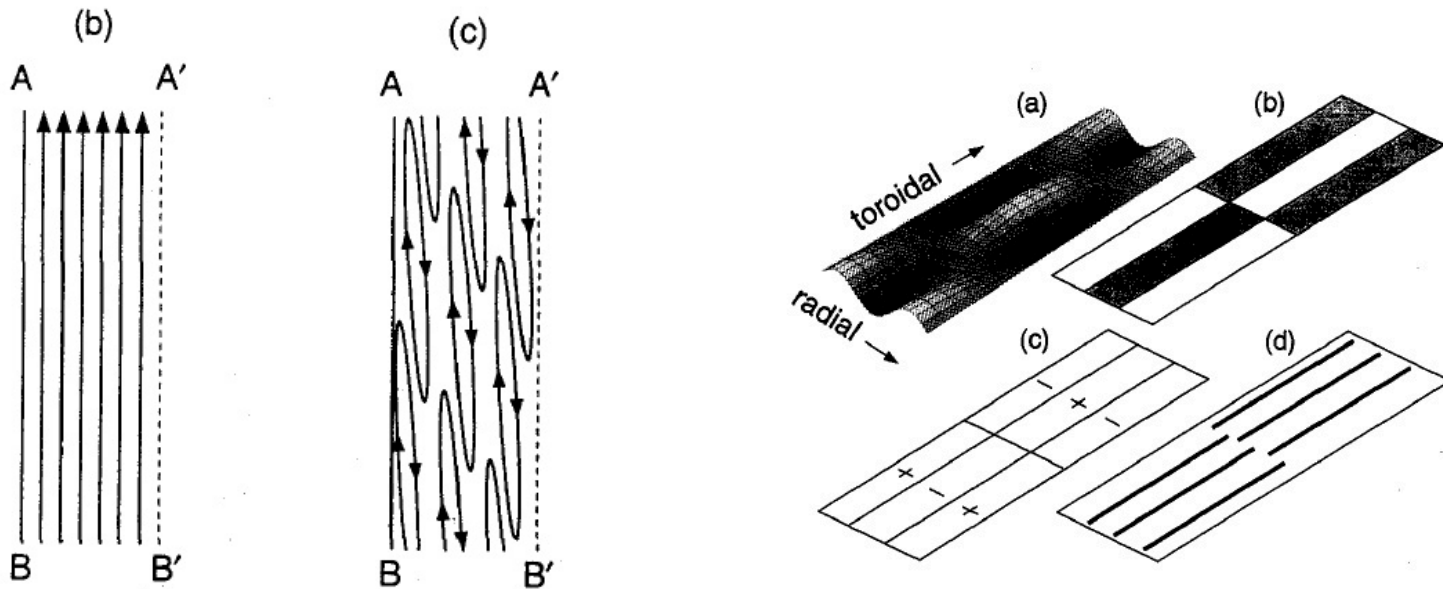 (b)
(c)
A A′
A A′
B B′
B B′
(a)
(b)
toroidal →
radial →
(c)
(d)
− + −
+ − +